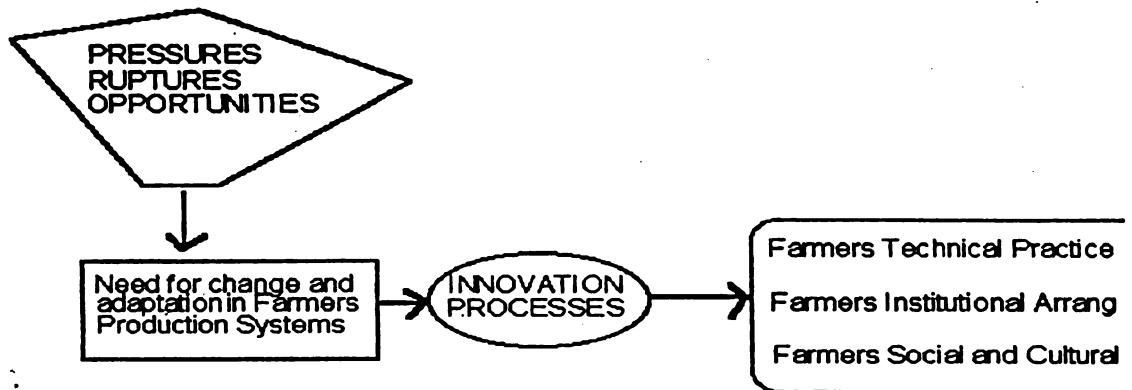 PRESSURES
RUPTURES
OPPORTUNITIES
Need for change and
adaptation in Farmers
Production Systems
INNOVATION
PROCESSES
Farmers Technical Practice
Farmers Institutional Arrang
Farmers Social and Cultural